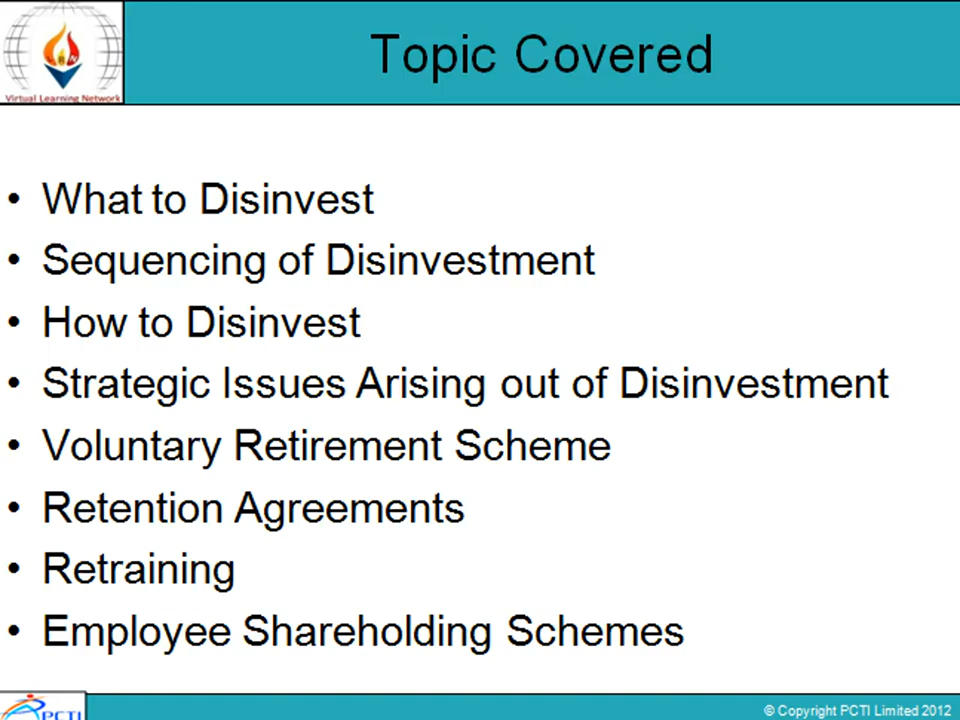 Topic Covered
Virtual Learning Network
• What to Disinvest
• Sequencing of Disinvestment
• How to Disinvest
• Strategic Issues Arising out of Disinvestment
• Voluntary Retirement Scheme
• Retention Agreements
• Retraining
• Employee Shareholding Schemes
PCTI
© Copyright PCTI Limited 2012